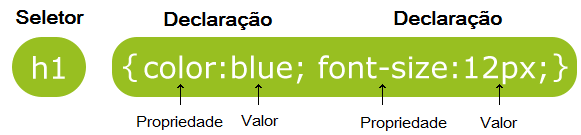 Seletor Declaração Declaração
h1 {color:blue; font-size:12px;}
Propriedade Valor Propriedade Valor